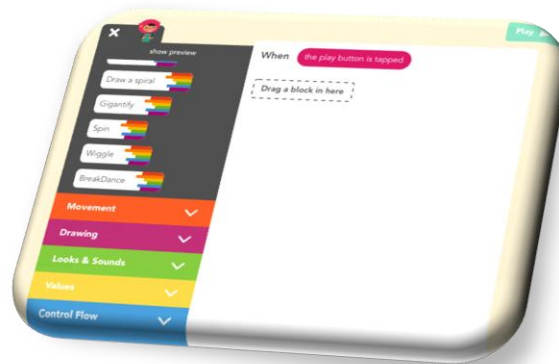 Play
show preview
When the play button is tapped
Draw a spiral
Drag a block in here
Gigantify
Spin
Wiggle
BreakDance
Movement
Drawing
Looks & Sounds
Values
Control Flow